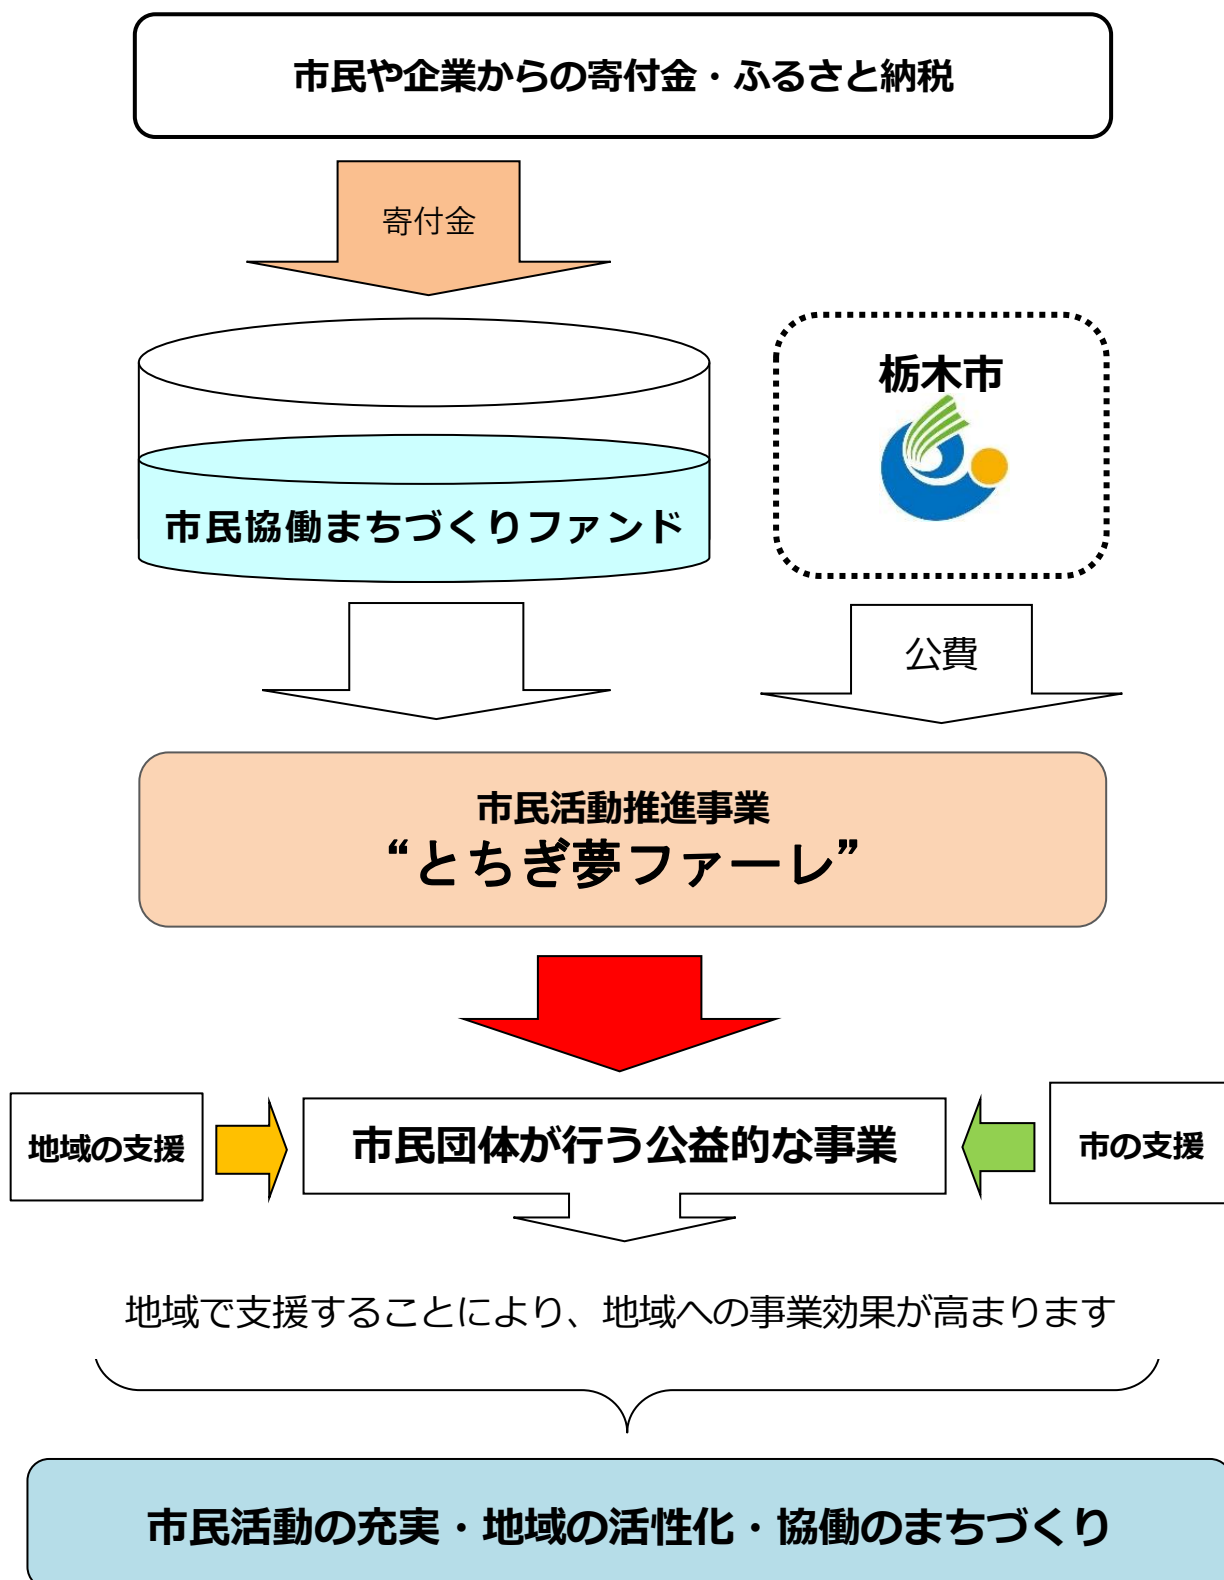 市民や企業からの寄付金・ふるさと納税
寄付金
栃木市
市民協働まちづくりファンド
公費
市民活動推進事業
“とちぎ夢ファーレ”
地域の支援
市民団体が行う公益的な事業
市の支援
地域で支援することにより、地域への事業効果が高まります
市民活動の充実・地域の活性化・協働のまちづくり